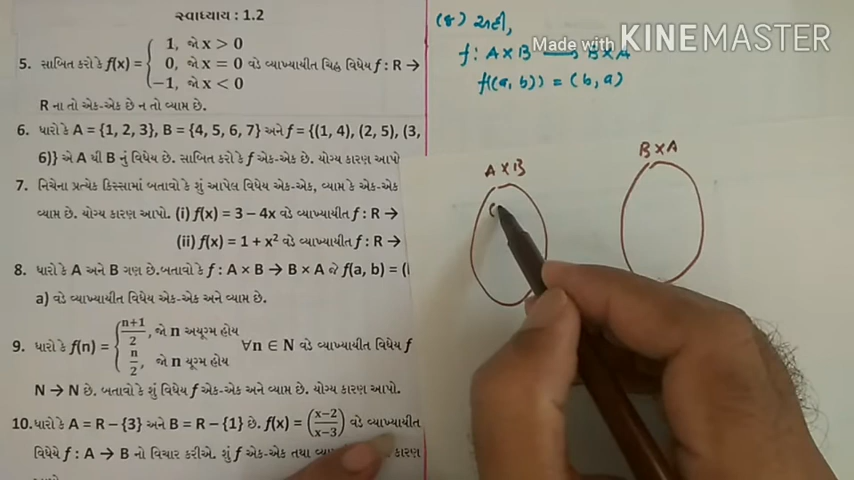 સ્વાધ્યાય : 1.2
5. સાબિત કરો કે f(x) = { 1, જો x > 0
0, જો x = 0 વડે વ્યાખ્યાયીત ચિહ્ન વિધેય f : R →
−1, જો x < 0
R ના તો એક-એક છે ન તો વ્યાપ્ત છે.
6. ધારો કે A = {1, 2, 3}, B = {4, 5, 6, 7} અને f = {(1, 4), (2, 5), (3,
6)} એ A થી B નું વિધેય છે. સાબિત કરો કે f એક-એક છે. યોગ્ય કારણ આપો
7. નિચેના પ્રત્યેક કિસ્સામાં બતાવો કે શું આપેલ વિધેય એક-એક, વ્યાપ્ત કે એક-એક
વ્યાપ્ત છે. યોગ્ય કારણ આપો. (i) f(x) = 3 − 4x વડે વ્યાખ્યાયીત f : R →
(ii) f(x) = 1 + x² વડે વ્યાખ્યાયીત f : R →
8. ધારો કે A અને B ગણ છે.બતાવો કે f : A × B → B × A જે f(a, b) = (
a) વડે વ્યાખ્યાયીત વિધેય એક-એક અને વ્યાપ્ત છે.
9. ધારો કે f(n) = { n+1/2, જો n અયૂગ્મ હોય
n/2, જો n યૂગ્મ હોય ∀n ∈ N વડે વ્યાખ્યાયીત વિધેય f
N → N છે. બતાવો કે શું વિધેય f એક-એક અને વ્યાપ્ત છે. યોગ્ય કારણ આપો.
10. ધારો કે A = R − {3} અને B = R − {1} છે. f(x) = (x−2/x−3) વડે વ્યાખ્યાયીત
વિધેયે f : A → B નો વિચાર કરીએ. શું f એક-એક તથા વ્યાપ્ત કારણ
(૪) અહીં,
Made with KINEMASTER
f : A×B → B×A
f((a, b)) = (b, a)
A × B
B × A
(